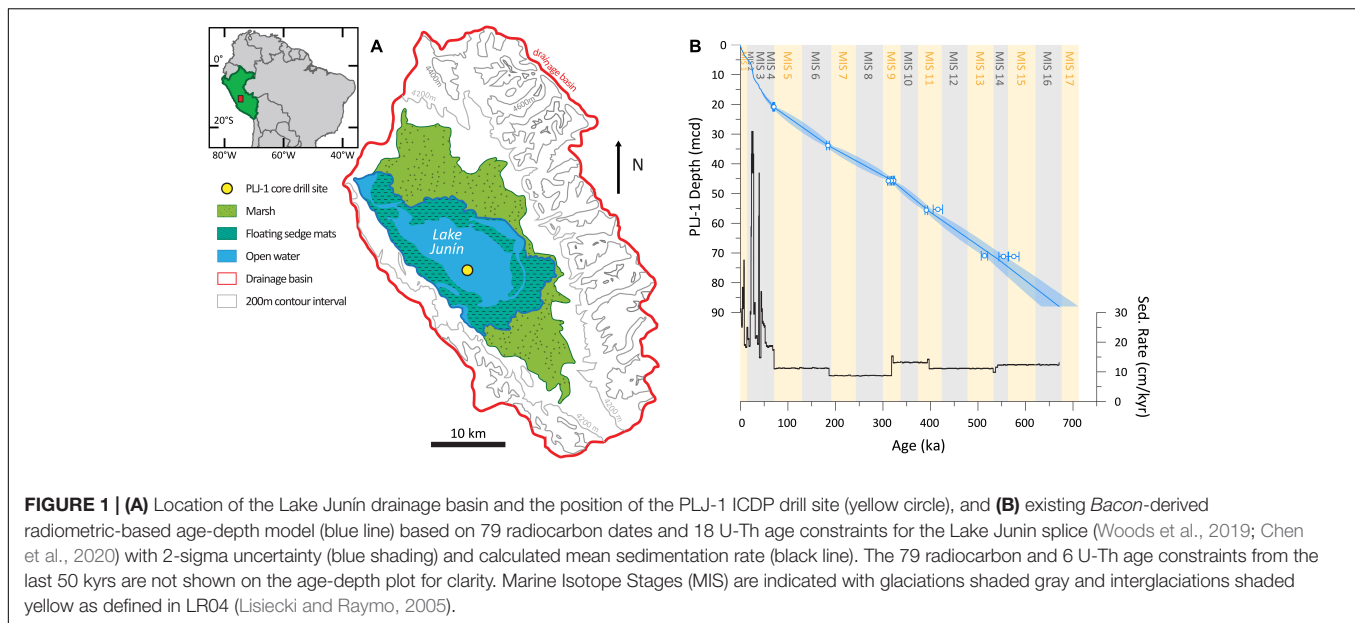 A
0°
20°S
80°W 60°W 40°W
drainage basin
4400m
4200m
4600m
N
PLJ-1 core drill site
Marsh
Floating sedge mats
Open water
Drainage basin
200m contour interval
Lake
Junín
4200 m
4200 m
10 km
B
MIS 3
MIS 4
MIS 5
MIS 6
MIS 7
MIS 8
MIS 9
MIS 10
MIS 11
MIS 12
MIS 13
MIS 14
MIS 15
MIS 16
MIS 17
PLJ-1 Depth (mcd)
0
10
20
30
40
50
60
70
80
90
Sed. Rate (cm/kyr)
30
20
10
0
0 100 200 300 400 500 600 700
Age (ka)
FIGURE 1 | (A) Location of the Lake Junín drainage basin and the position of the PLJ-1 ICDP drill site (yellow circle), and (B) existing Bacon-derived
radiometric-based age-depth model (blue line) based on 79 radiocarbon dates and 18 U-Th age constraints for the Lake Junin splice (Woods et al., 2019; Chen
et al., 2020) with 2-sigma uncertainty (blue shading) and calculated mean sedimentation rate (black line). The 79 radiocarbon and 6 U-Th age constraints from the
last 50 kyrs are not shown on the age-depth plot for clarity. Marine Isotope Stages (MIS) are indicated with glaciations shaded gray and interglaciations shaded
yellow as defined in LR04 (Lisiecki and Raymo, 2005).